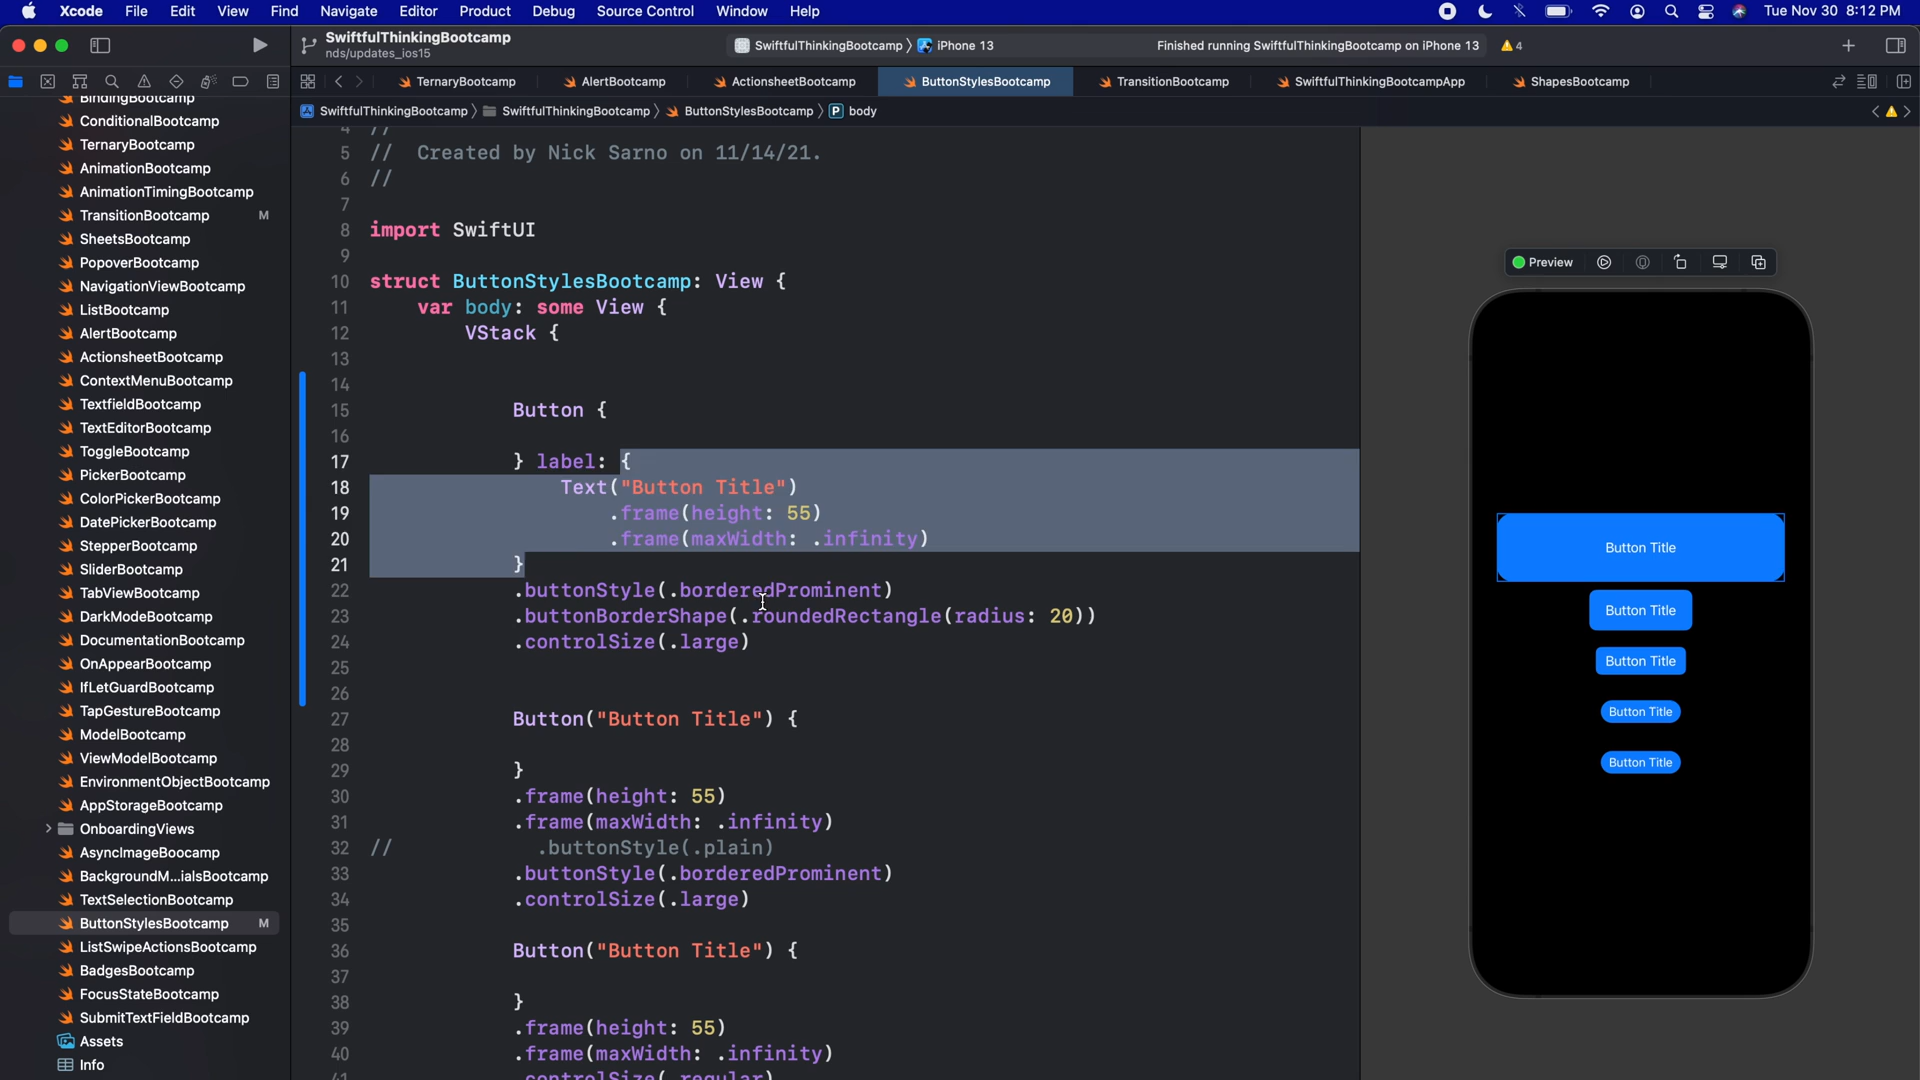 Xcode File Edit View Find Navigate Editor Product Debug Source Control Window Help Tue Nov 30 8:12 PM
SwiftfulThinkingBootcamp
nds/updates_ios15
SwiftfulThinkingBootcamp iPhone 13
Finished running SwiftfulThinkingBootcamp on iPhone 13 4
TernaryBootcamp AlertBootcamp ActionsheetBootcamp ButtonStylesBootcamp TransitionBootcamp SwiftfulThinkingBootcampApp ShapesBootcamp
SwiftfulThinkingBootcamp SwiftfulThinkingBootcamp ButtonStylesBootcamp P body
BindingBootcamp
ConditionalBootcamp
TernaryBootcamp
AnimationBootcamp
AnimationTimingBootcamp
TransitionBootcamp M
SheetsBootcamp
PopoverBootcamp
NavigationViewBootcamp
ListBootcamp
AlertBootcamp
ActionsheetBootcamp
ContextMenuBootcamp
TextfieldBootcamp
TextEditorBootcamp
ToggleBootcamp
PickerBootcamp
ColorPickerBootcamp
DatePickerBootcamp
StepperBootcamp
SliderBootcamp
TabViewBootcamp
DarkModeBootcamp
DocumentationBootcamp
OnAppearBootcamp
IfLetGuardBootcamp
TapGestureBootcamp
ModelBootcamp
ViewModelBootcamp
EnvironmentObjectBootcamp
AppStorageBootcamp
OnboardingViews
AsyncImageBoocamp
BackgroundM...ialsBootcamp
TextSelectionBootcamp
ButtonStylesBootcamp M
ListSwipeActionsBootcamp
BadgesBootcamp
FocusStateBootcamp
SubmitTextFieldBootcamp
Assets
Info
4 //
5 // Created by Nick Sarno on 11/14/21.
6 //
7
8 import SwiftUI
9
10 struct ButtonStylesBootcamp: View {
11 var body: some View {
12 VStack {
13
14
15 Button {
16
17 } label: {
18 Text("Button Title")
19 .frame(height: 55)
20 .frame(maxWidth: .infinity)
21 }
22 .buttonStyle(.borderedProminent)
23 .buttonBorderShape(.roundedRectangle(radius: 20))
24 .controlSize(.large)
25
26
27 Button("Button Title") {
28
29 }
30 .frame(height: 55)
31 .frame(maxWidth: .infinity)
32 // .buttonStyle(.plain)
33 .buttonStyle(.borderedProminent)
34 .controlSize(.large)
35
36 Button("Button Title") {
37
38 }
39 .frame(height: 55)
40 .frame(maxWidth: .infinity)
41 .controlSize(.regular)
Preview
Button Title
Button Title
Button Title
Button Title
Button Title